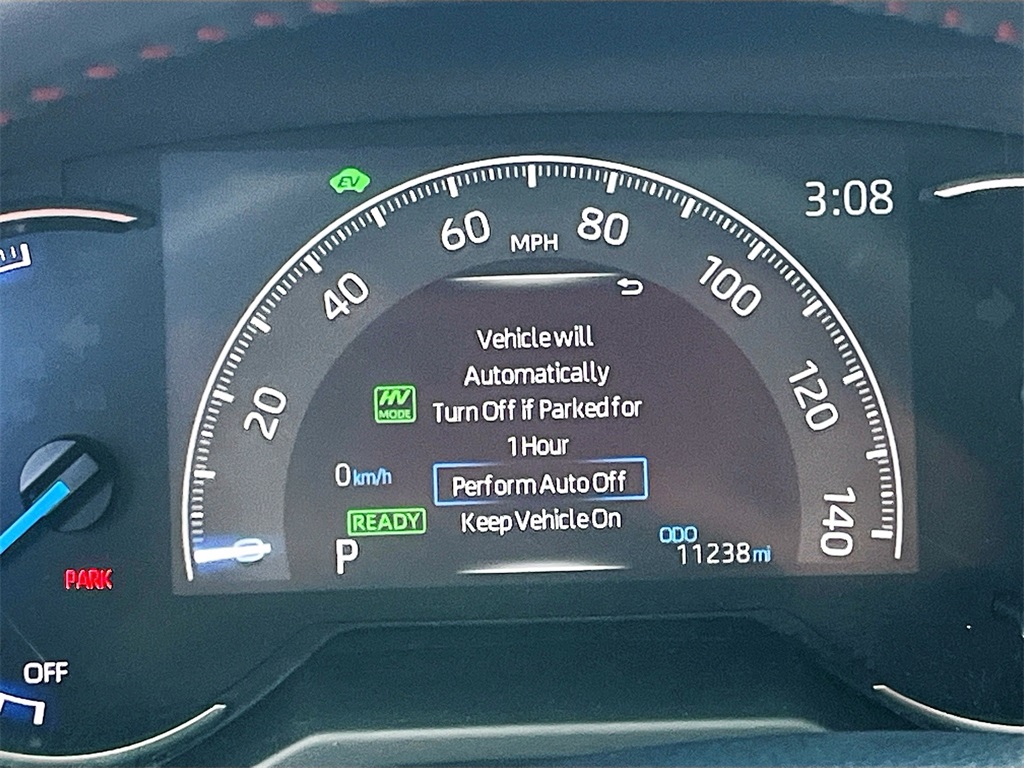 EV
3:08
60
MPH
80
40
100
20
120
140
0
Vehicle will
Automatically
Turn Off if Parked for
1 Hour
Perform Auto Off
Keep Vehicle On
HV
MODE
0 km/h
READY
P
ODO
11238 mi
PARK
OFF